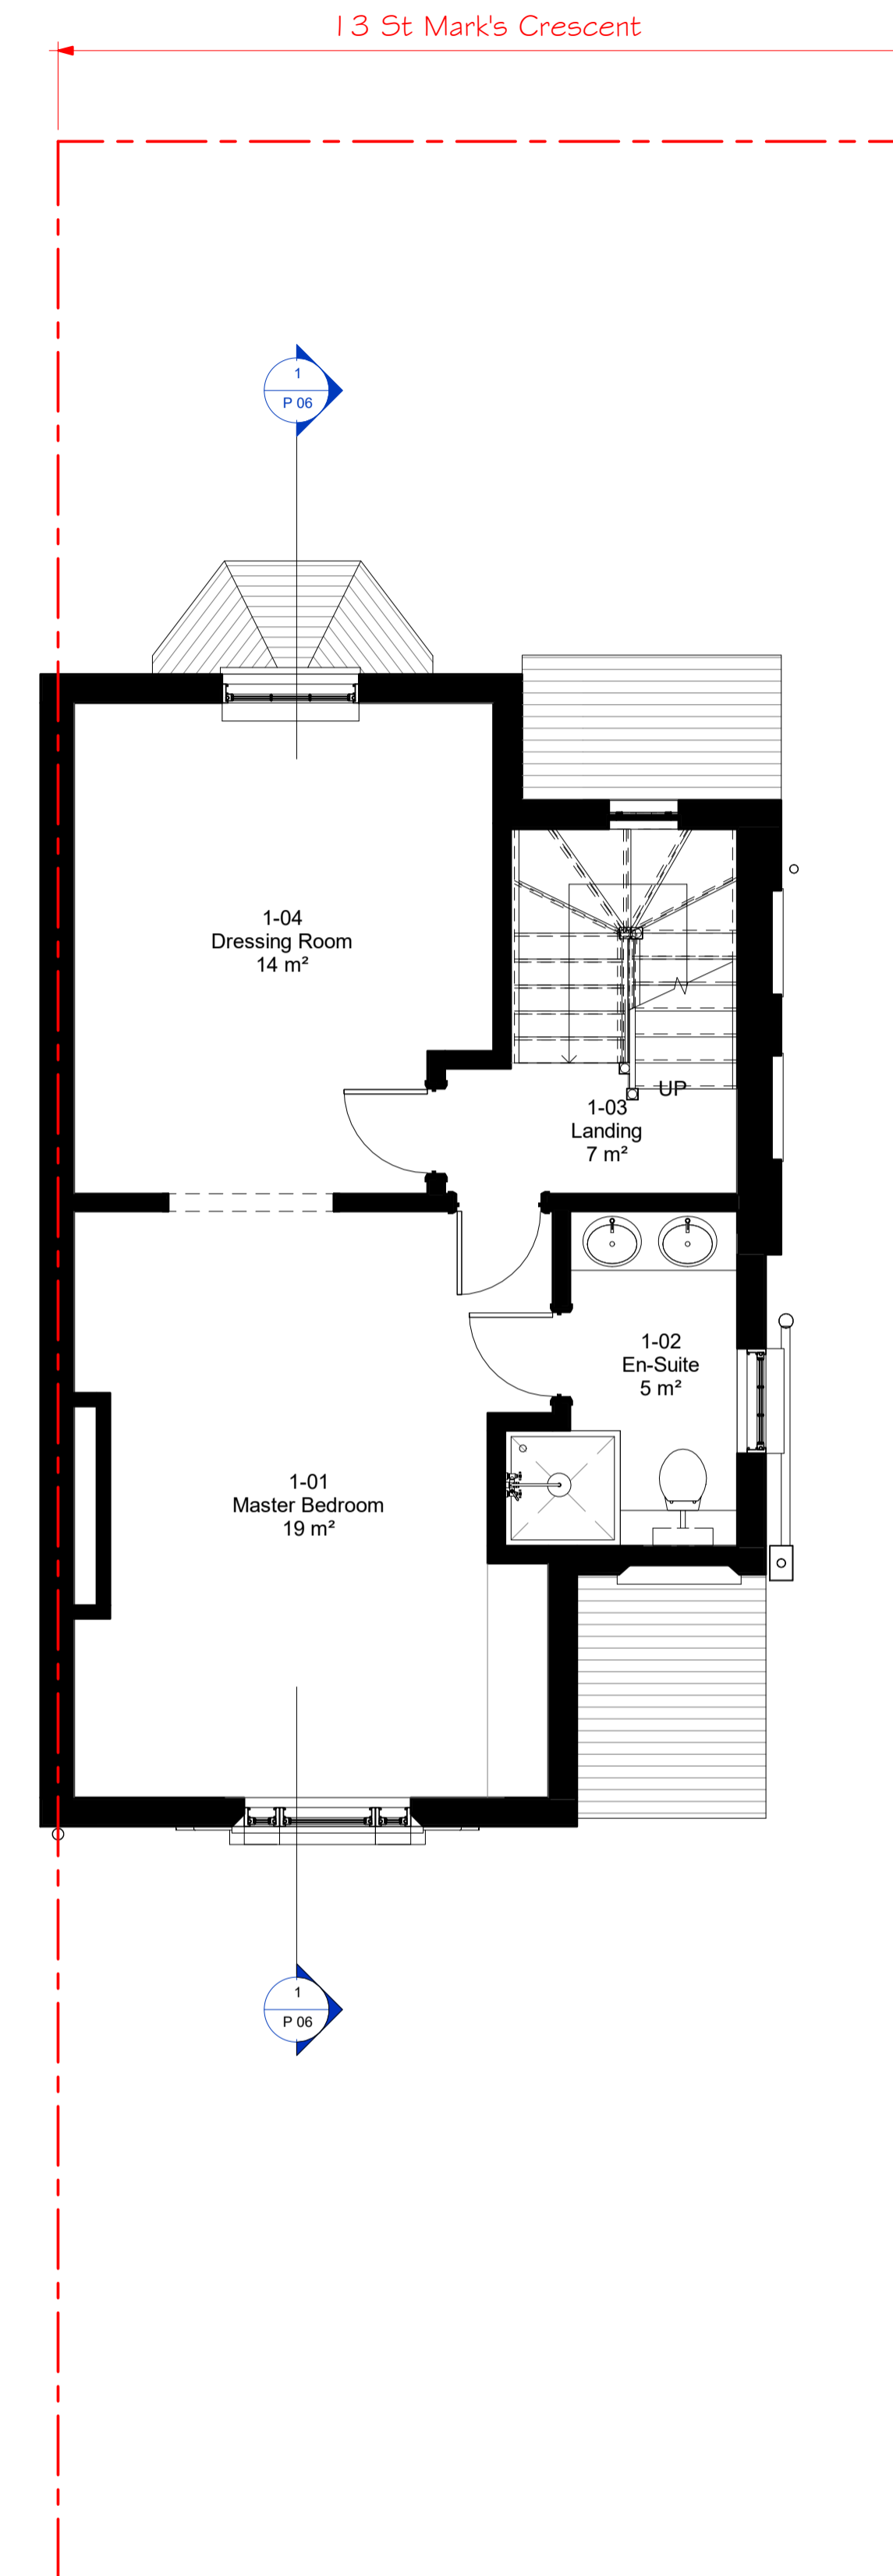 13 St Mark's Crescent
1
P 06
1-04
Dressing Room
14 m²
UP
1-03
Landing
7 m²
1-02
En-Suite
5 m²
1-01
Master Bedroom
19 m²
1
P 06